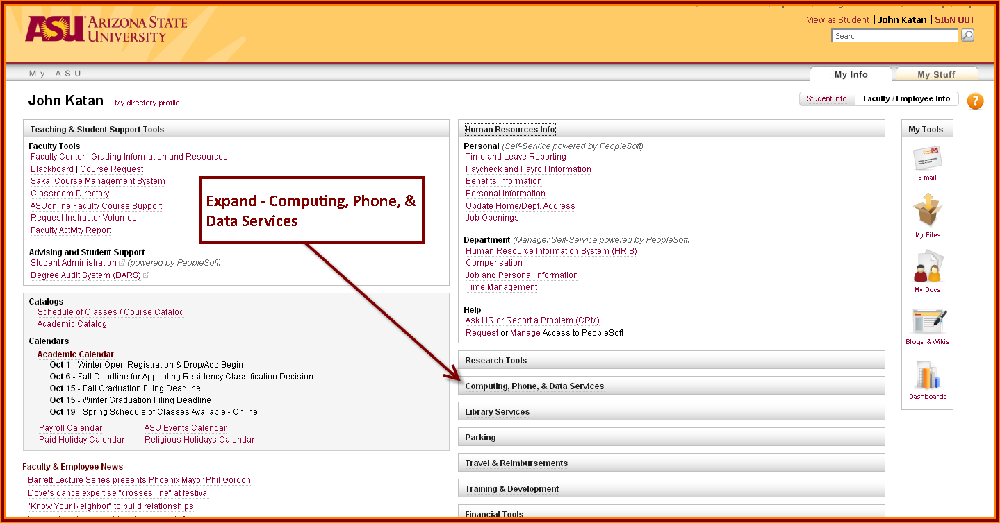 ASU ARIZONA STATE
UNIVERSITY
View as Student | John Katan | SIGN OUT
Search
My ASU
My Info
My Stuff
John Katan | My directory profile
Student Info
Faculty / Employee Info
?
Teaching & Student Support Tools
Faculty Tools
Faculty Center | Grading Information and Resources
Blackboard | Course Request
Sakai Course Management System
Classroom Directory
ASUonline Faculty Course Support
Request Instructor Volumes
Faculty Activity Report
Advising and Student Support
Student Administration (powered by PeopleSoft)
Degree Audit System (DARS)
Expand - Computing, Phone, &
Data Services
Catalogs
Schedule of Classes / Course Catalog
Academic Catalog
Calendars
Academic Calendar
Oct 1 - Winter Open Registration & Drop/Add Begin
Oct 6 - Fall Deadline for Appealing Residency Classification Decision
Oct 15 - Fall Graduation Filing Deadline
Oct 15 - Winter Graduation Filing Deadline
Oct 19 - Spring Schedule of Classes Available - Online
Payroll Calendar
ASU Events Calendar
Paid Holiday Calendar
Religious Holidays Calendar
Faculty & Employee News
Barrett Lecture Series presents Phoenix Mayor Phil Gordon
Dove's dance expertise "crosses line" at festival
"Know Your Neighbor" to build relationships
Human Resources Info
Personal (Self-Service powered by PeopleSoft)
Time and Leave Reporting
Paycheck and Payroll Information
Benefits Information
Personal Information
Update Home/Dept. Address
Job Openings
Department (Manager Self-Service powered by PeopleSoft)
Human Resource Information System (HRIS)
Compensation
Job and Personal Information
Time Management
Help
Ask HR or Report a Problem (CRM)
Request or Manage Access to PeopleSoft
Research Tools
Computing, Phone, & Data Services
Library Services
Parking
Travel & Reimbursements
Training & Development
Financial Tools
My Tools
E-mail
My Files
My Docs
Blogs & Wikis
Dashboards